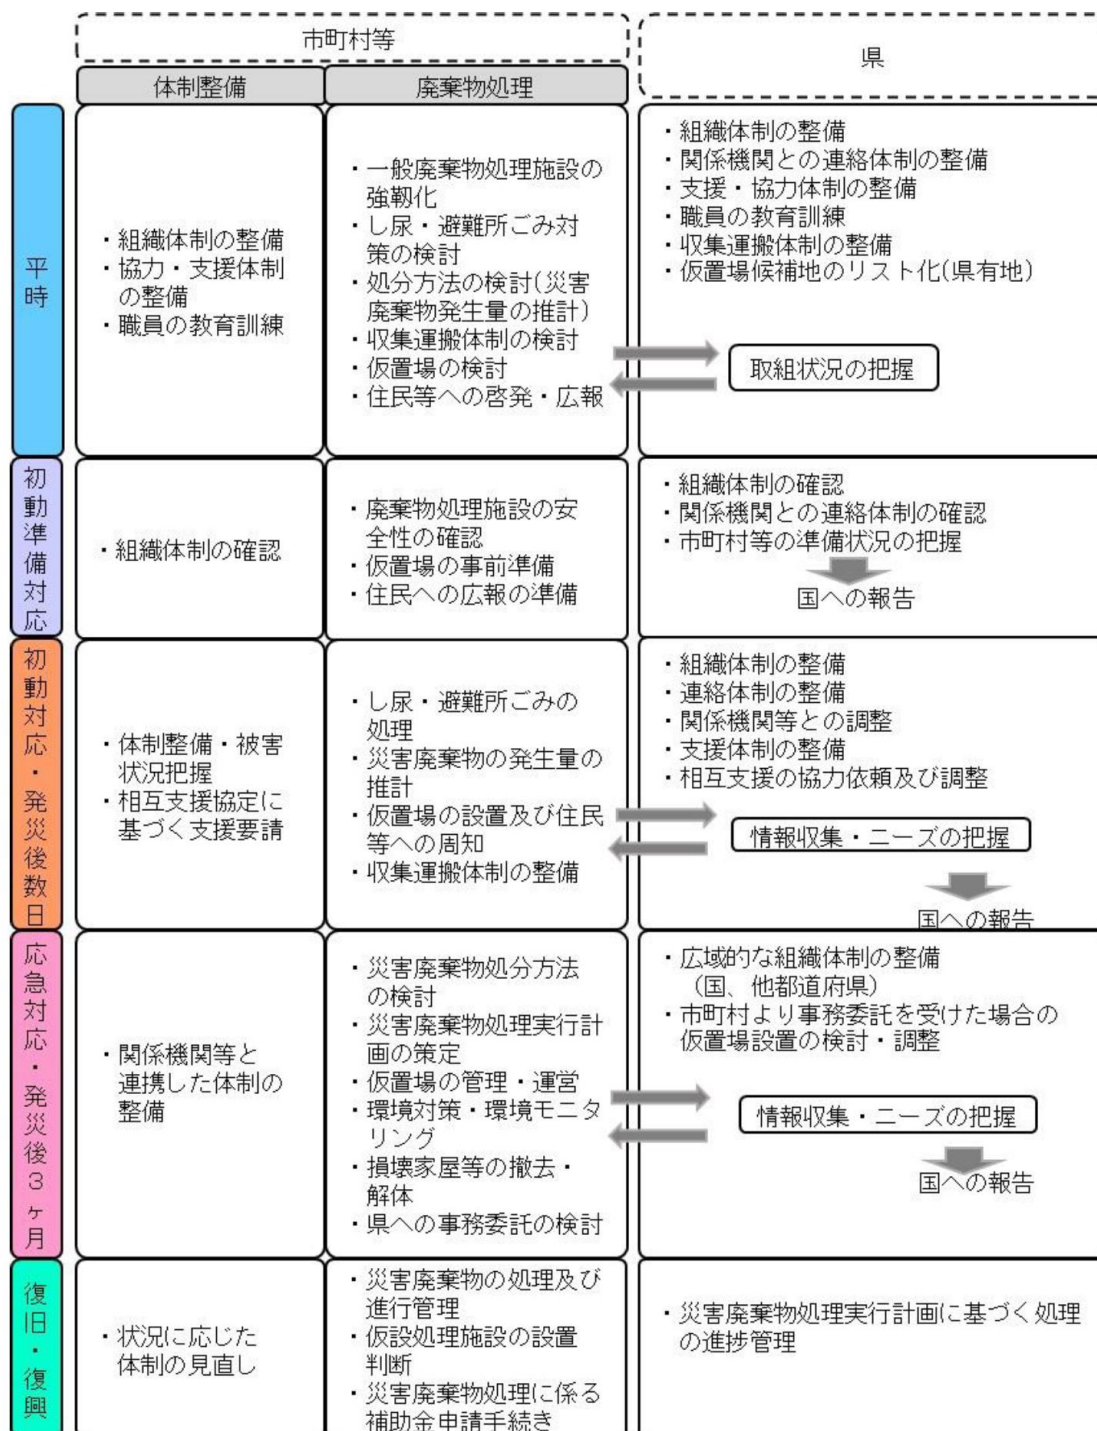 市町村等
県
体制整備
廃棄物処理
平時
・組織体制の整備
・協力・支援体制
の整備
・職員の教育訓練
・一般廃棄物処理施設の
強靱化
・し尿・避難所ごみ対
策の検討
・処分方法の検討(災害
廃棄物発生量の推計)
・収集運搬体制の検討
・仮置場の検討
・住民等への啓発・広報
・組織体制の整備
・関係機関との連絡体制の整備
・支援・協力体制の整備
・職員の教育訓練
・収集運搬体制の整備
・仮置場候補地のリスト化(県有地)
取組状況の把握
初動準備対応
・組織体制の確認
・廃棄物処理施設の安
全性の確認
・仮置場の事前準備
・住民への広報の準備
・組織体制の確認
・関係機関との連絡体制の確認
・市町村等の準備状況の把握
国への報告
初動対応・発災後数日
・体制整備・被害
状況把握
・相互支援協定に
基づく支援要請
・し尿・避難所ごみの
処理
・災害廃棄物の発生量の
推計
・仮置場の設置及び住民
等への周知
・収集運搬体制の整備
・組織体制の整備
・連絡体制の整備
・関係機関等との調整
・支援体制の整備
・相互支援の協力依頼及び調整
情報収集・ニーズの把握
国への報告
応急対応・発災後3ヶ月
・関係機関等と
連携した体制の
整備
・災害廃棄物処分方法
の検討
・災害廃棄物処理実行計
画の策定
・仮置場の管理・運営
・環境対策・環境モニタ
リング
・損壊家屋等の撤去・
解体
・県への事務委託の検討
・広域的な組織体制の整備
(国、他都道府県)
・市町村より事務委託を受けた場合の
仮置場設置の検討・調整
情報収集・ニーズの把握
国への報告
復旧・復興
・状況に応じた
体制の見直し
・災害廃棄物の処理及び
進行管理
・仮設処理施設の設置
判断
・災害廃棄物処理に係る
補助金申請手続き
・災害廃棄物処理実行計画に基づく処理
の進捗管理